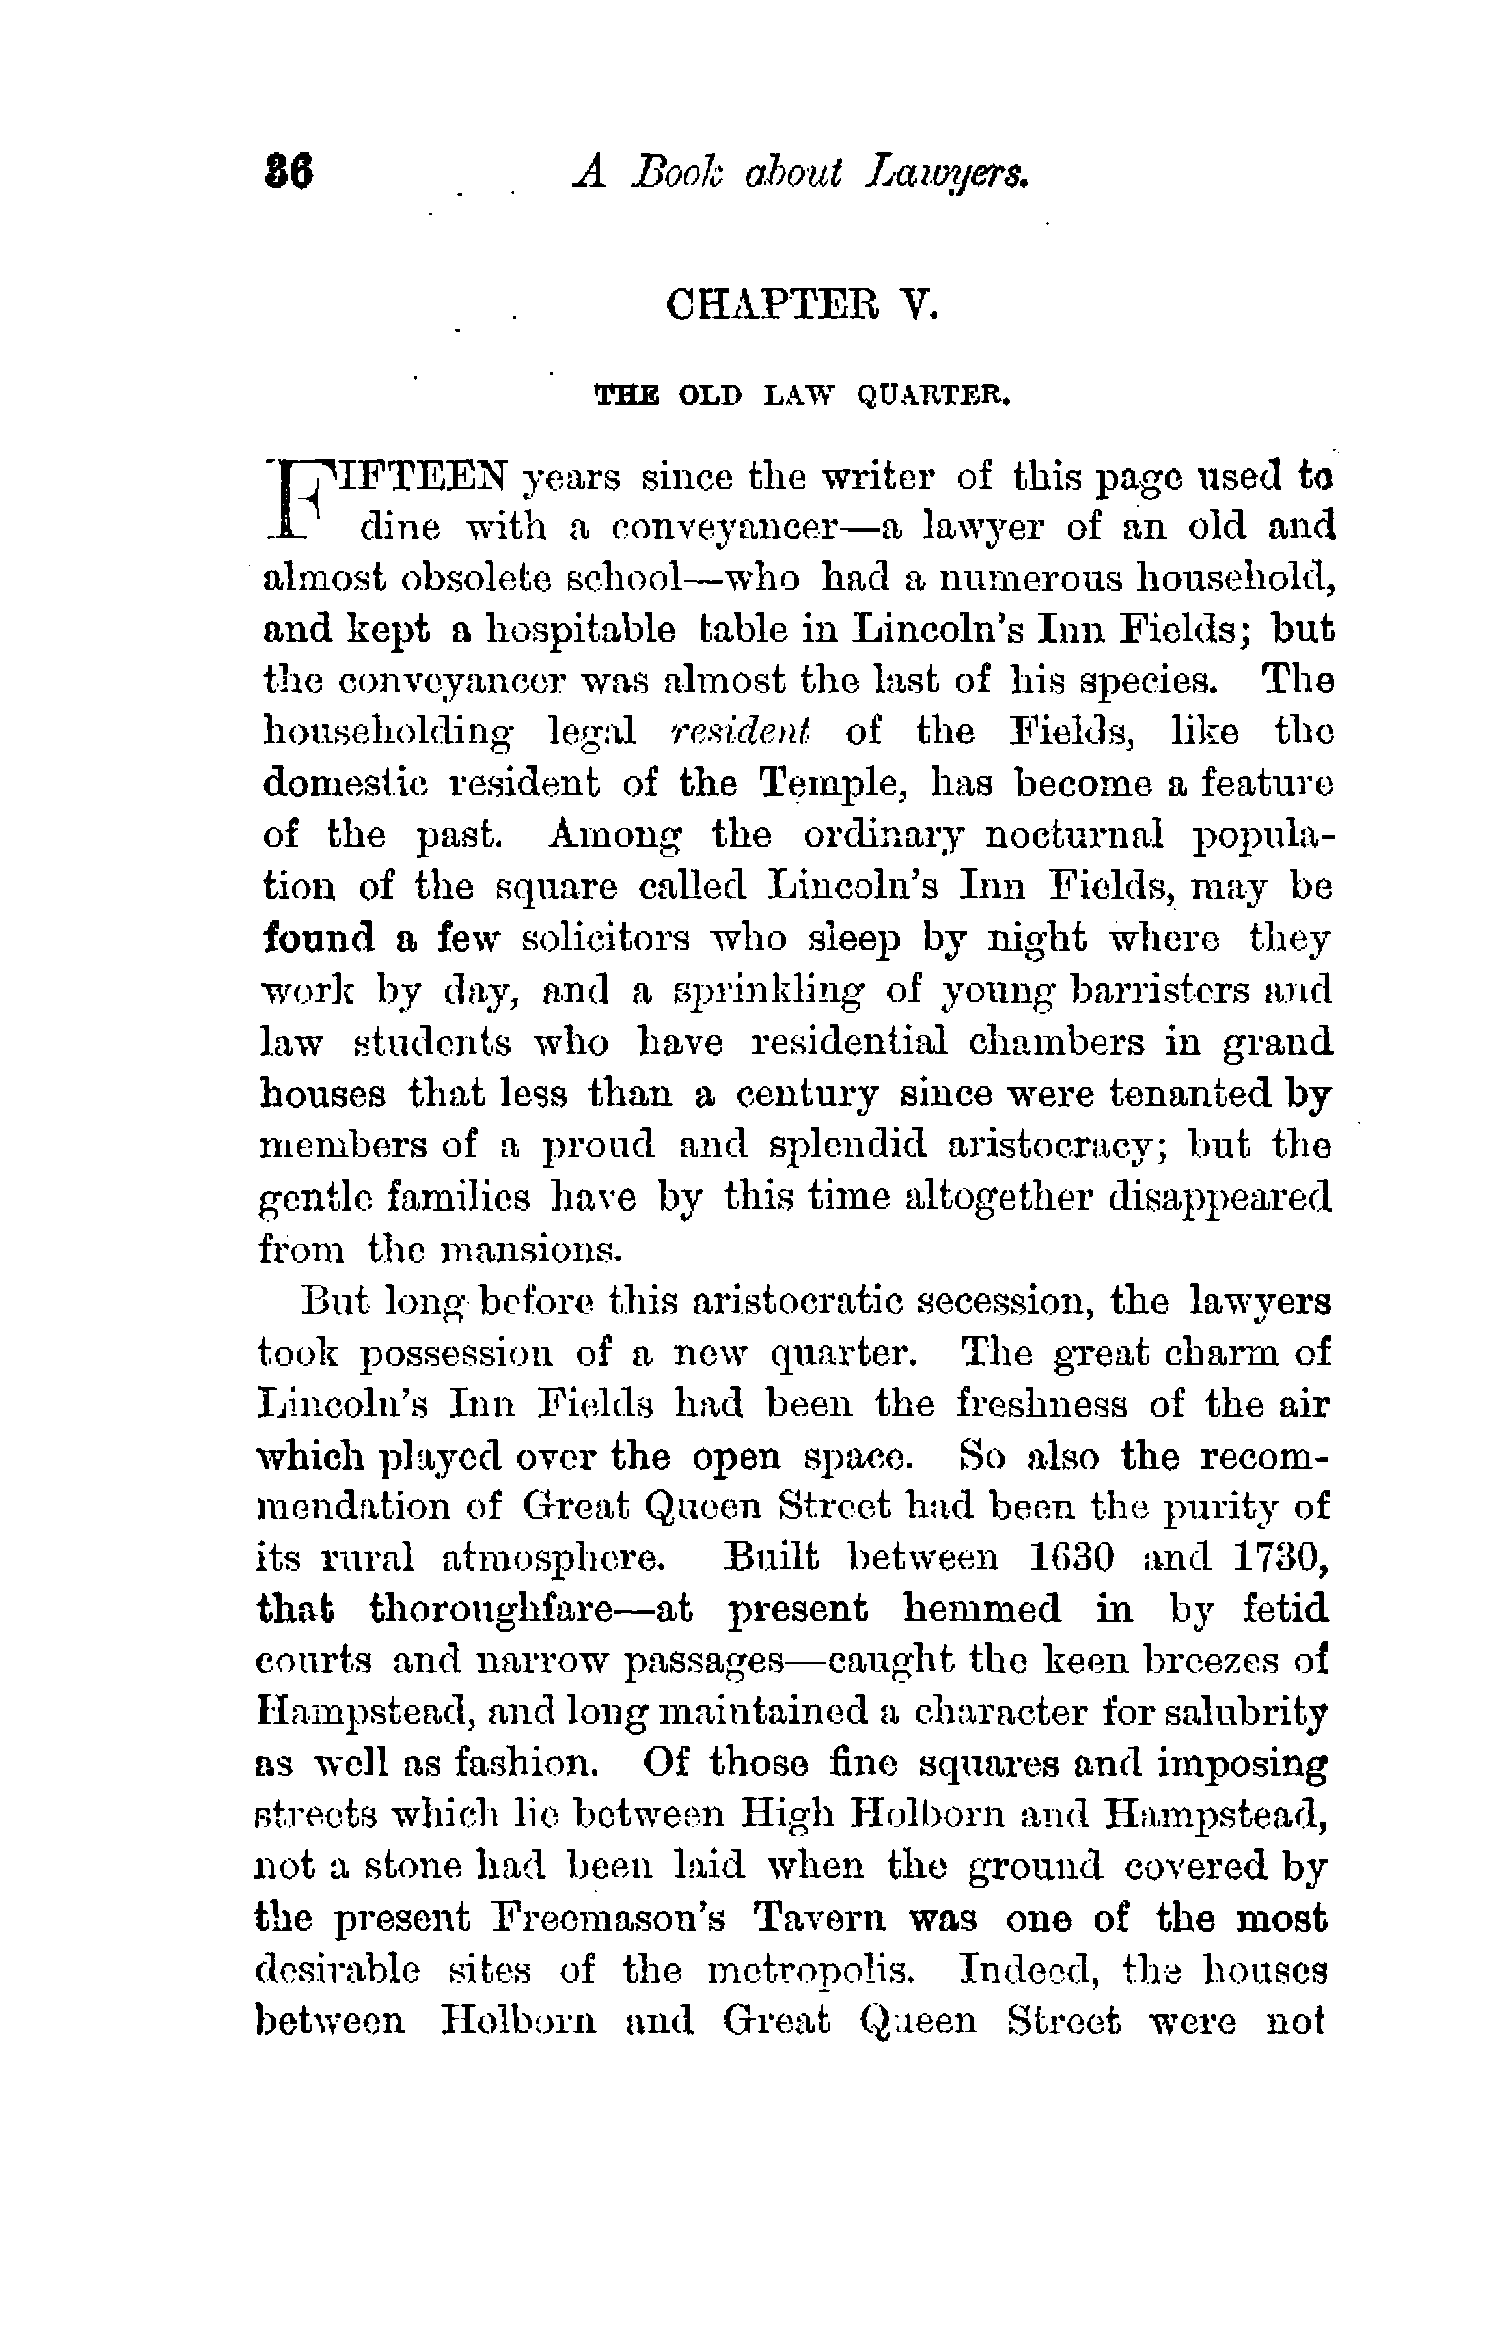 36 A Book about Lawyers.
CHAPTER V.
THE OLD LAW QUARTER.
FIFTEEN years since the writer of this page used to
dine with a conveyancer—a lawyer of an old and
almost obsolete school—who had a numerous household,
and kept a hospitable table in Lincoln's Inn Fields; but
the conveyancer was almost the last of his species. The
householding legal resident of the Fields, like the
domestic resident of the Temple, has become a feature
of the past. Among the ordinary nocturnal popula-
tion of the square called Lincoln's Inn Fields, may be
found a few solicitors who sleep by night where they
work by day, and a sprinkling of young barristers and
law students who have residential chambers in grand
houses that less than a century since were tenanted by
members of a proud and splendid aristocracy; but the
gentle families have by this time altogether disappeared
from the mansions.
But long before this aristocratic secession, the lawyers
took possession of a new quarter. The great charm of
Lincoln's Inn Fields had been the freshness of the air
which played over the open space. So also the recom-
mendation of Great Queen Street had been the purity of
its rural atmosphere. Built between 1630 and 1730,
that thoroughfare—at present hemmed in by fetid
courts and narrow passages—caught the keen breezes of
Hampstead, and long maintained a character for salubrity
as well as fashion. Of those fine squares and imposing
streets which lie between High Holborn and Hampstead,
not a stone had been laid when the ground covered by
the present Freemason's Tavern was one of the most
desirable sites of the metropolis. Indeed, the houses
between Holborn and Great Queen Street were not